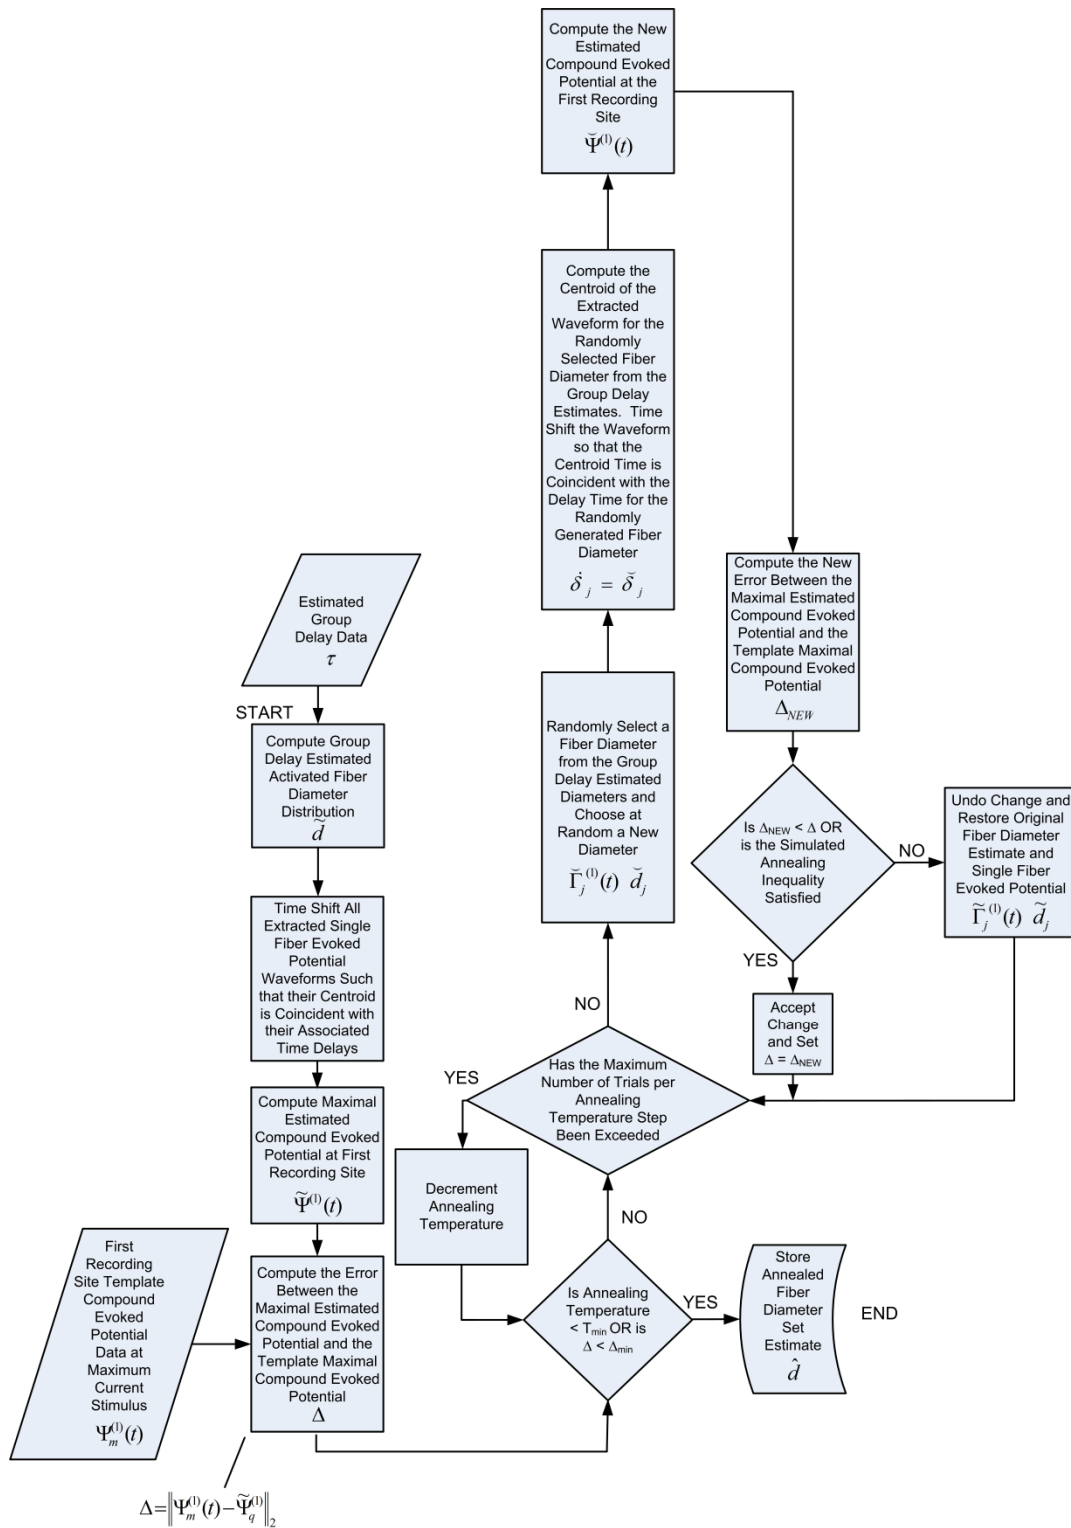 Compute the New
Estimated
Compound Evoked
Potential at the
First Recording
Site
Ψ̆⁽¹⁾(t)
Compute the
Centroid of the
Extracted
Waveform for the
Randomly
Selected Fiber
Diameter from the
Group Delay
Estimates. Time
Shift the Waveform
so that the
Centroid Time is
Coincident with the
Delay Time for the
Randomly
Generated Fiber
Diameter
δ̇_j = δ̆_j
Estimated
Group
Delay Data
τ
START
Compute Group
Delay Estimated
Activated Fiber
Diameter
Distribution
d̃
Time Shift All
Extracted Single
Fiber Evoked
Potential
Waveforms Such
that their Centroid
is Coincident with
their Associated
Time Delays
Compute Maximal
Estimated
Compound Evoked
Potential at First
Recording Site
Ψ̃⁽¹⁾(t)
First
Recording
Site Template
Compound
Evoked
Potential
Data at
Maximum
Current
Stimulus
Ψ_m⁽¹⁾(t)
Compute the Error
Between the
Maximal Estimated
Compound Evoked
Potential and the
Template Maximal
Compound Evoked
Potential
Δ
Δ=‖Ψ_m⁽¹⁾(t)−Ψ̃_q⁽¹⁾‖₂
Randomly Select a
Fiber Diameter
from the Group
Delay Estimated
Diameters and
Choose at
Random a New
Diameter
Γ̆_j⁽¹⁾(t) d̆_j
NO
Has the Maximum
Number of Trials per
Annealing
Temperature Step
Been Exceeded
YES
Decrement
Annealing
Temperature
NO
Is Annealing
Temperature
< T_min OR is
Δ < Δ_min
YES
Store
Annealed
Fiber
Diameter
Set
Estimate
d̂
END
Compute the New
Error Between the
Maximal Estimated
Compound Evoked
Potential and the
Template Maximal
Compound Evoked
Potential
Δ_NEW
Is Δ_NEW < Δ OR
is the Simulated
Annealing
Inequality
Satisfied
NO
Undo Change and
Restore Original
Fiber Diameter
Estimate and
Single Fiber
Evoked Potential
Γ̃_j⁽¹⁾(t) d̃_j
YES
Accept
Change
and Set
Δ = Δ_NEW